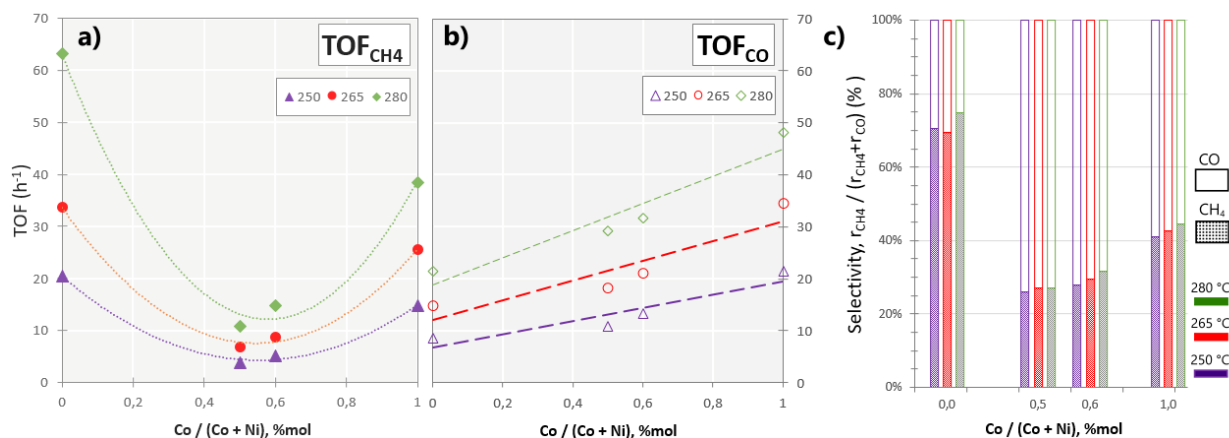 a)
TOF_CH4
250 265 280
TOF (h⁻¹)
70
60
50
40
30
20
10
0
0 0,2 0,4 0,6 0,8 1
Co / (Co + Ni), %mol
b)
TOF_CO
250 265 280
70
60
50
40
30
20
10
0
0 0,2 0,4 0,6 0,8 1
Co / (Co + Ni), %mol
c)
Selectivity, r_CH4 / (r_CH4+r_CO) (%)
100%
80%
60%
40%
20%
0%
0,0 0,5 0,6 1,0
Co / (Co + Ni), %mol
CO
CH₄
280 °C
265 °C
250 °C